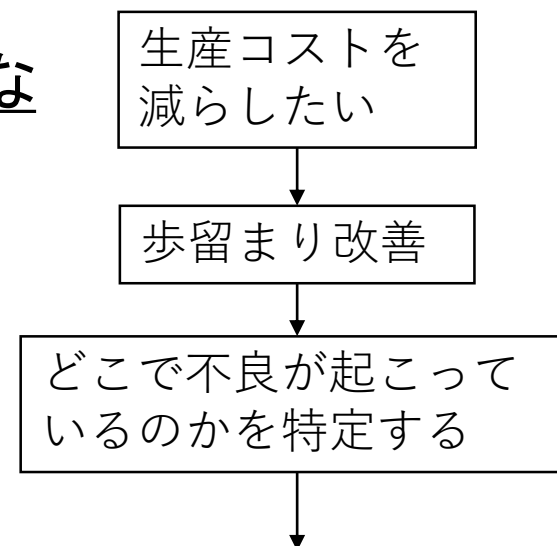 な
生産コストを
減らしたい
歩留まり改善
どこで不良が起こって
いるのかを特定する